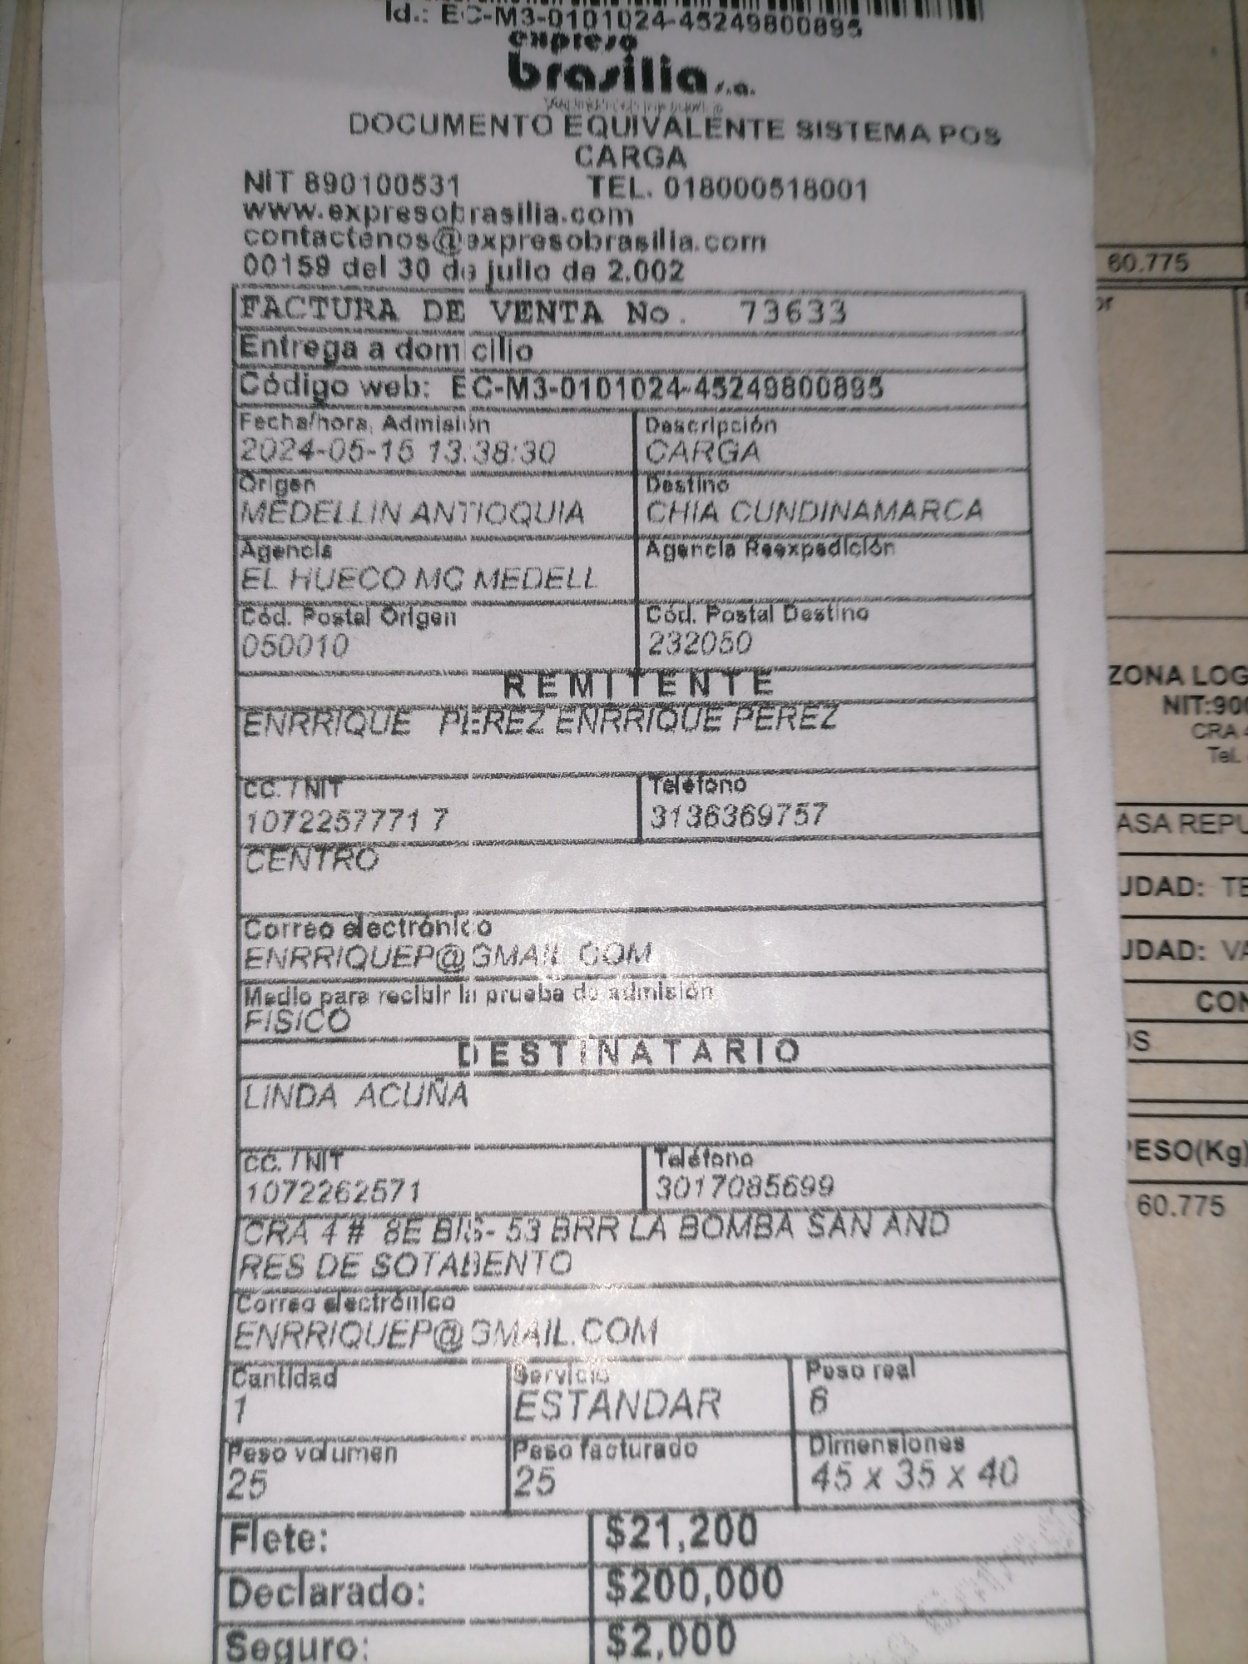 Id.: EC-M3-0101024-45249800895
expreso
brasilia s.a.
DOCUMENTO EQUIVALENTE SISTEMA POS
CARGA
NIT 890100531 TEL. 018000518001
www.expresobrasilia.com
contactenos@expresobrasilia.com
00159 del 30 de julio de 2.002
FACTURA DE VENTA No. 73633
Entrega a domicilio
Código web: EC-M3-0101024-45249800895
Fecha/hora, Admisión Descripción
2024-05-15 13:38:30 CARGA
Origen Destino
MEDELLIN ANTIOQUIA CHIA CUNDINAMARCA
Agencia Agencia Reexpedición
EL HUECO MC MEDELL
Cód. Postal Origen Cód. Postal Destino
050010 232050
REMITENTE
ENRRIQUE PEREZ ENRRIQUE PEREZ
CC. / NIT Teléfono
1072257771 7 3136369757
CENTRO
Correo electrónico
ENRRIQUEP@GMAIL.COM
Medio para recibir la prueba de admisión
FISICO
DESTINATARIO
LINDA ACUÑA
CC. / NIT Teléfono
1072262571 3017085699
CRA 4 # 8E BIS- 53 BRR LA BOMBA SAN AND
RES DE SOTABENTO
Correo electrónico
ENRRIQUEP@GMAIL.COM
Cantidad Servicio Peso real
1 ESTANDAR 6
Peso volumen Peso facturado Dimensiones
25 25 45 x 35 x 40
Flete: $21,200
Declarado: $200,000
Seguro: $2,000
60.775
or
ZONA LOG
NIT:900
CRA 4
Tel.
ASA REPU
UDAD: TE
UDAD: VA
CON
OS
PESO(Kg)
60.775